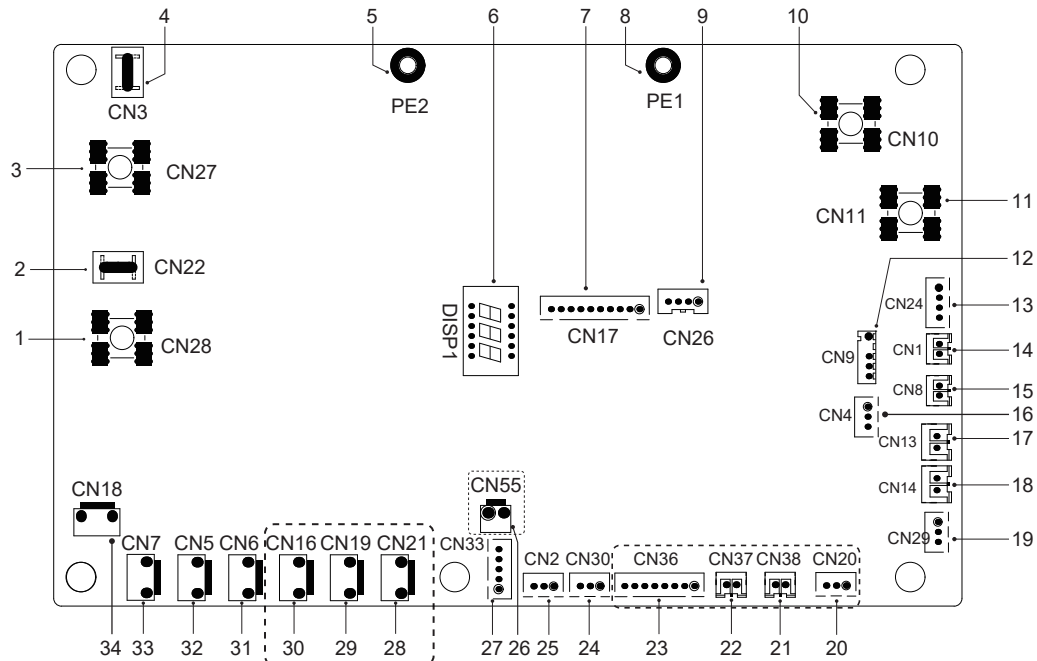 4 5 6 7 8 9 10
CN3 PE2 PE1
CN10
3 CN27
CN11 11
12
2 CN22
CN24 13
DISP1
CN17 CN26
1 CN28
CN9 CN1 14
CN8 15
CN4 16
CN13 17
CN18 CN55
CN14 18
CN7 CN5 CN6 CN16 CN19 CN21 CN33 CN2 CN30 CN36 CN37 CN38 CN20
CN29 19
34 33 32 31 30 29 28 27 26 25 24 23 22 21 20